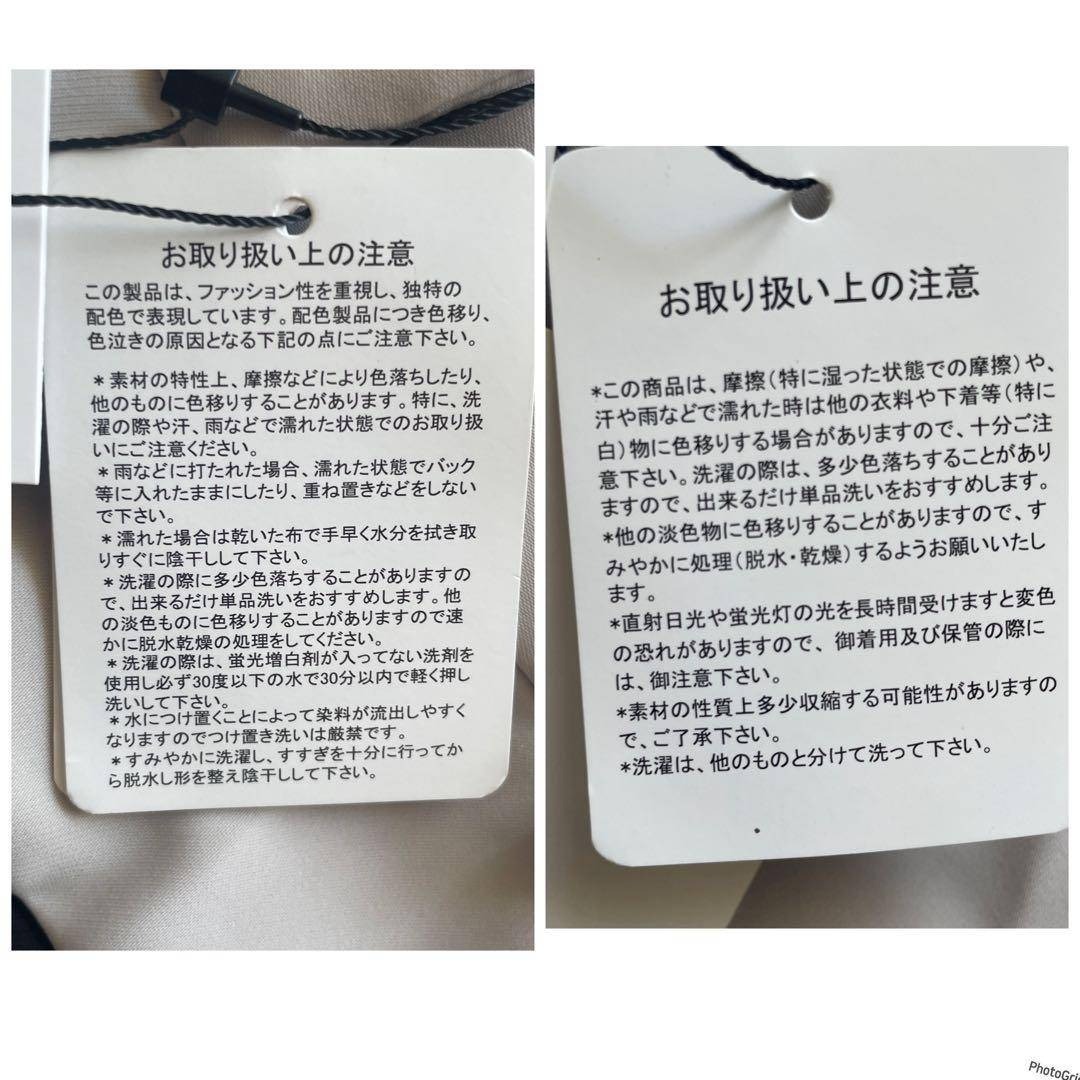 お取り扱い上の注意
この製品は、ファッション性を重視し、独特の
配色で表現しています。配色製品につき色移り、
色泣きの原因となる下記の点にご注意下さい。
＊素材の特性上、摩擦などにより色落ちしたり、
他のものに色移りすることがあります。特に、洗
濯の際や汗、雨などで濡れた状態でのお取り扱
いにご注意ください。
＊雨などに打たれた場合、濡れた状態でバック
等に入れたままにしたり、重ね置きなどをしない
で下さい。
＊濡れた場合は乾いた布で手早く水分を拭き取
りすぐに陰干しして下さい。
＊洗濯の際に多少色落ちすることがありますの
で、出来るだけ単品洗いをおすすめします。他
の淡色ものに色移りすることがありますので速
かに脱水乾燥の処理をしてください。
＊洗濯の際は、蛍光増白剤が入ってない洗剤を
使用し必ず30度以下の水で30分以内で軽く押し
洗いして下さい。
＊水につけ置くことによって染料が流出しやすく
なりますのでつけ置き洗いは厳禁です。
＊すみやかに洗濯し、すすぎを十分に行ってか
ら脱水し形を整え陰干しして下さい。
お取り扱い上の注意
＊この商品は、摩擦（特に湿った状態での摩擦）や、
汗や雨などで濡れた時は他の衣料や下着等（特に
白）物に色移りする場合がありますので、十分ご注
意下さい。洗濯の際は、多少色落ちすることがあり
ますので、出来るだけ単品洗いをおすすめします。
＊他の淡色物に色移りすることがありますので、す
みやかに処理（脱水・乾燥）するようお願いいたし
ます。
＊直射日光や蛍光灯の光を長時間受けますと変色
の恐れがありますので、御着用及び保管の際に
は、御注意下さい。
＊素材の性質上多少収縮する可能性がありますの
で、ご了承下さい。
＊洗濯は、他のものと分けて洗って下さい。